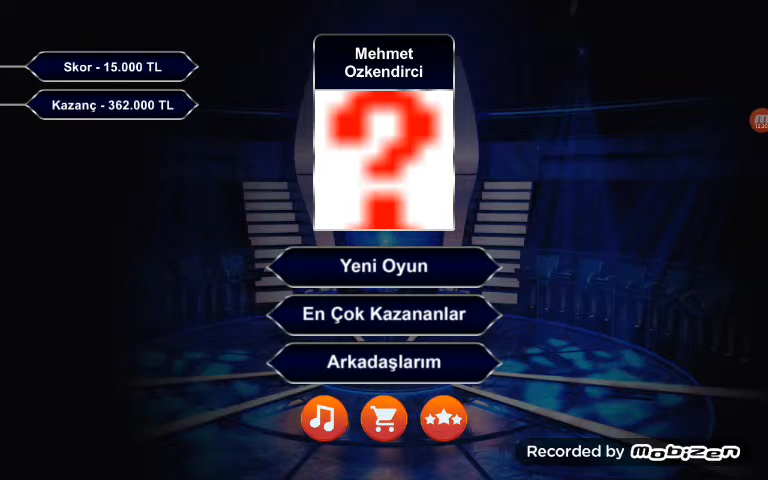 Mehmet
Ozkendirci
Skor - 15.000 TL
Kazanç - 362.000 TL
Yeni Oyun
En Çok Kazananlar
Arkadaşlarım
Recorded by Mobizen